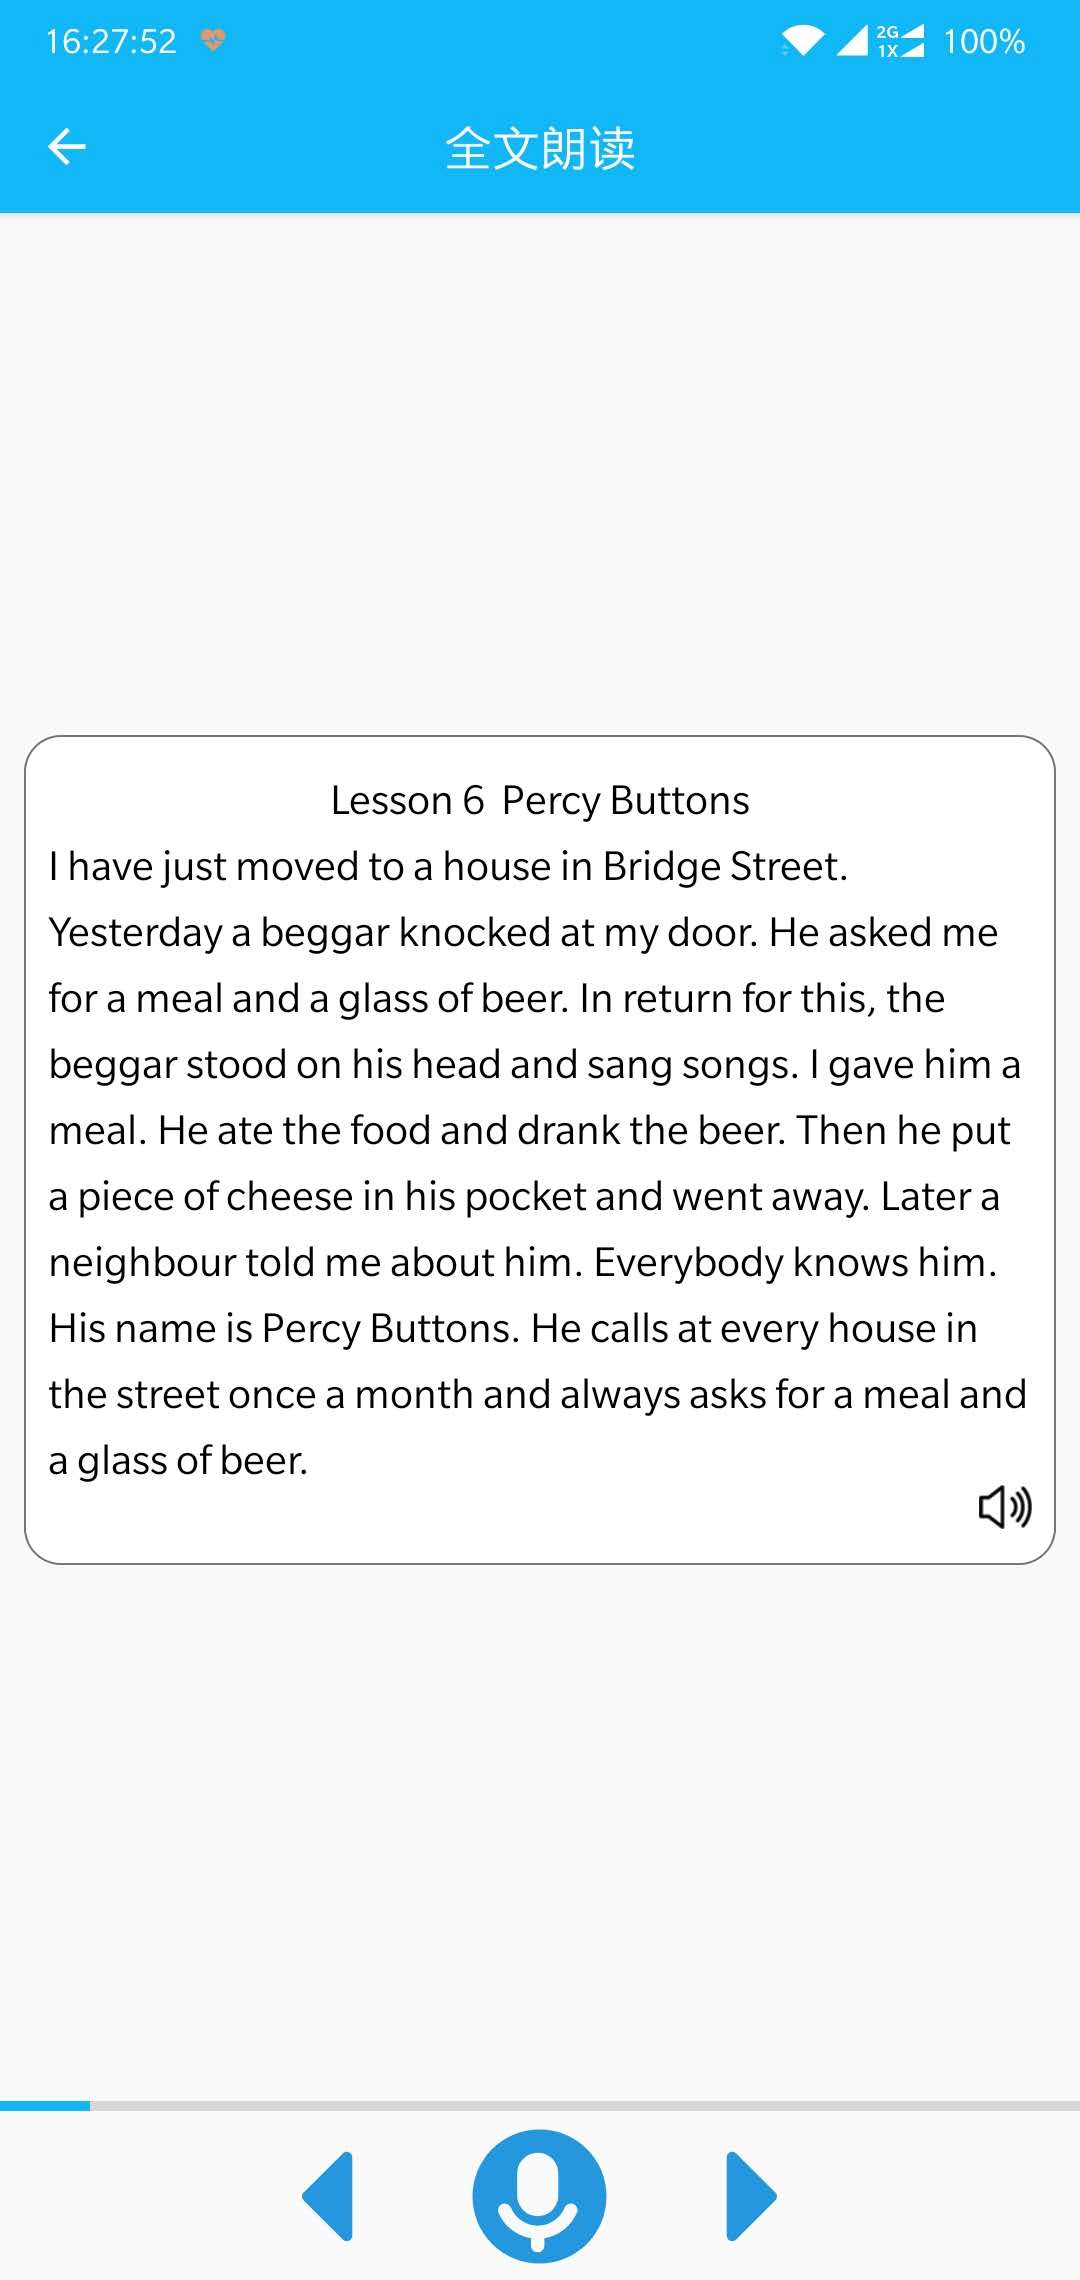 16:27:52
2G
1X
100%
全文朗读
Lesson 6  Percy Buttons
I have just moved to a house in Bridge Street.
Yesterday a beggar knocked at my door. He asked me
for a meal and a glass of beer. In return for this, the
beggar stood on his head and sang songs. I gave him a
meal. He ate the food and drank the beer. Then he put
a piece of cheese in his pocket and went away. Later a
neighbour told me about him. Everybody knows him.
His name is Percy Buttons. He calls at every house in
the street once a month and always asks for a meal and
a glass of beer.